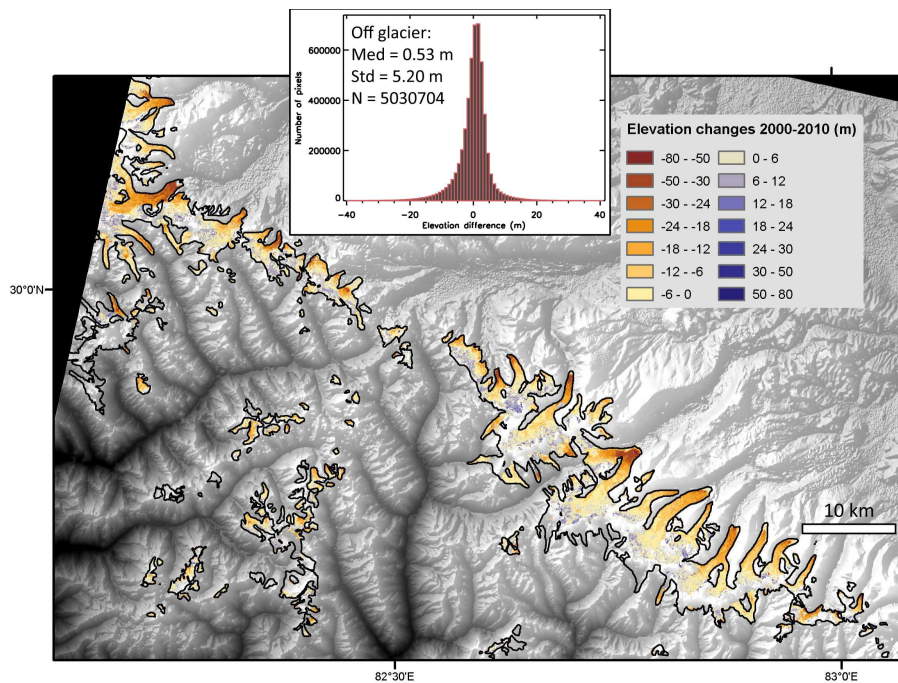 Off glacier:
Med = 0.53 m
Std = 5.20 m
N = 5030704
Number of pixels
600000
400000
200000
0
-40
-20
0
20
40
Elevation difference (m)
Elevation changes 2000-2010 (m)
-80 - -50
0 - 6
-50 - -30
6 - 12
-30 - -24
12 - 18
-24 - -18
18 - 24
-18 - -12
24 - 30
-12 - -6
30 - 50
-6 - 0
50 - 80
30°0'N
10 km
82°30'E
83°0'E